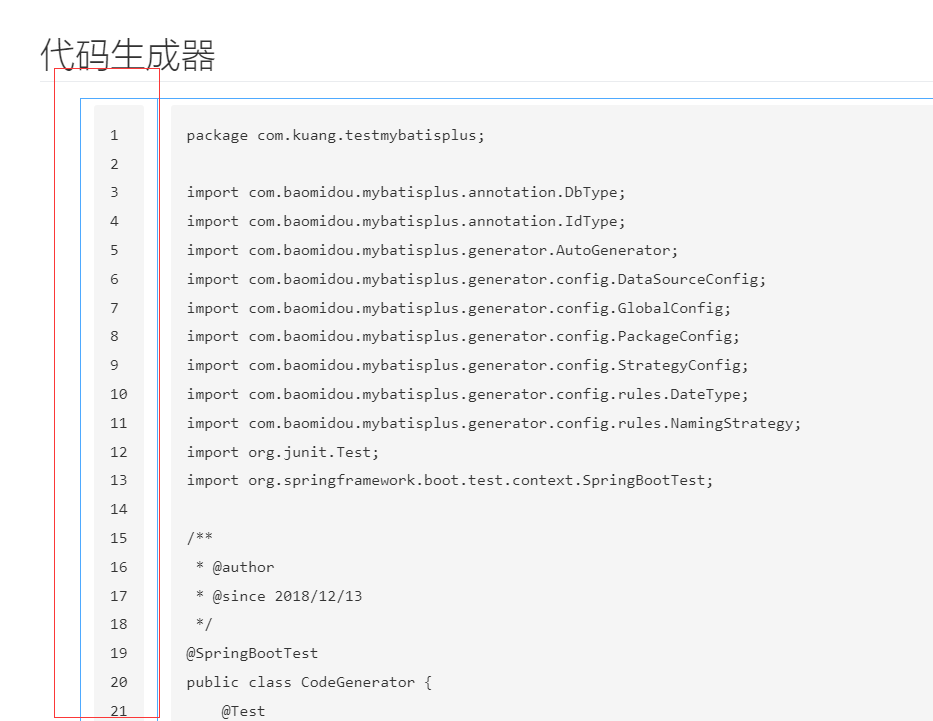 代码生成器
1 package com.kuang.testmybatisplus;
2
3 import com.baomidou.mybatisplus.annotation.DbType;
4 import com.baomidou.mybatisplus.annotation.IdType;
5 import com.baomidou.mybatisplus.generator.AutoGenerator;
6 import com.baomidou.mybatisplus.generator.config.DataSourceConfig;
7 import com.baomidou.mybatisplus.generator.config.GlobalConfig;
8 import com.baomidou.mybatisplus.generator.config.PackageConfig;
9 import com.baomidou.mybatisplus.generator.config.StrategyConfig;
10 import com.baomidou.mybatisplus.generator.config.rules.DateType;
11 import com.baomidou.mybatisplus.generator.config.rules.NamingStrategy;
12 import org.junit.Test;
13 import org.springframework.boot.test.context.SpringBootTest;
14
15 /**
16  * @author
17  * @since 2018/12/13
18  */
19 @SpringBootTest
20 public class CodeGenerator {
21     @Test